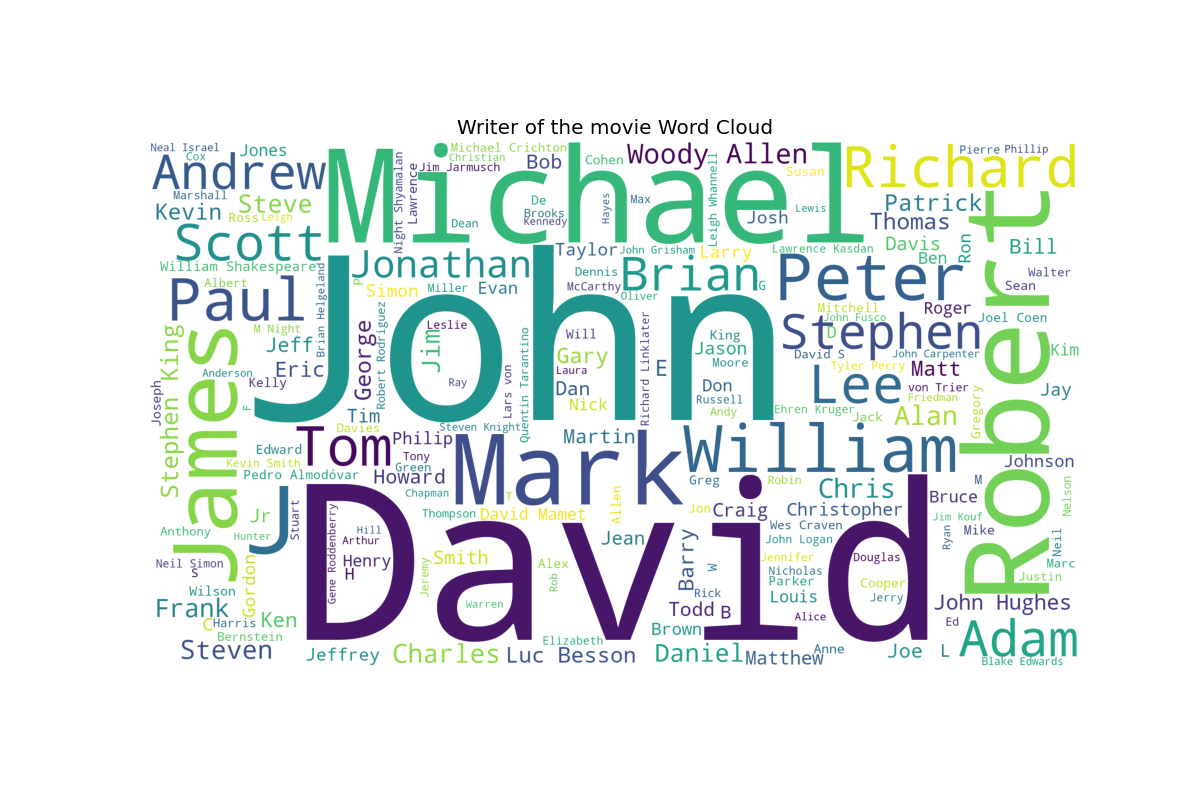 Writer of the movie Word Cloud
Neal Israel
Cox
Jones
Andrew
Marshall
Kevin
Steve
Ross
Leigh
Scott
Night Shyamalan
Lawrence
Michael
Michael Crichton
Christian
Jim Jarmusch
Bob
Cohen
Woody Allen
Susan
Richard
Pierre
Phillip
De
Brooks
Kennedy
Dean
Hayes
Max
Leigh Whannell
Josh
Lewis
Patrick
Thomas
Davis
Ben
Ron
Bill
Robert
William Shakespeare
Albert
Brian Helgeland
P
Jonathan
Taylor
John Grisham
Larry
Lawrence Kasdan
Walter
Sean
Paul
Simon
Miller
Evan
Dennis
McCarthy
Oliver
Brian
G
Peter
Mitchell
John Fusco
D
Roger
Joel Coen
M Night
Jeff
George
Robert Rodriguez
Leslie
Jim
John
Will
Gary
King
Jason
Moore
Stephen
David S
John Carpenter
Kim
Stephen King
James
Anderson
Eric
Kelly
Joseph
F
Ray
Lars von
Quentin Tarantino
Laura
Dan
Nick
Richard Linklater
E
Don
Russell
Andy
Lee
Tyler Perry
Matt
von Trier
Friedman
Gregory
Jay
Tim
Davies
Steven Knight
Ehren Kruger
Jack
Alan
Edward
Kevin Smith
Pedro Almodóvar
Tom
Philip
Tony
Green
Howard
Mark
Martin
William
Johnson
Chapman
T
Greg
Robin
Chris
M
Nelson
Anthony
Jr
Hunter
J
Stuart
Gene Roddenberry
David
Hill
Arthur
Thompson
David Mamet
Allen
Jon
Craig
Christopher
Bruce
Jim Kouf
Mike
Ryan
Neil
Wes Craven
John Logan
Neil Simon
S
Henry
H
Jeremy
Smith
Alex
Rob
Jean
Barry
W
Jennifer
Nicholas
Parker
Douglas
Marc
Justin
Wilson
Gordon
Frank
C
Harris
Ken
Bernstein
Warren
Rick
Todd
B
Louis
Alice
Cooper
Jerry
John Hughes
Ed
Steven
Jeffrey
Charles
Elizabeth
Luc Besson
Brown
Daniel
Matthew
Anne
Joe
L
Adam
Blake Edwards